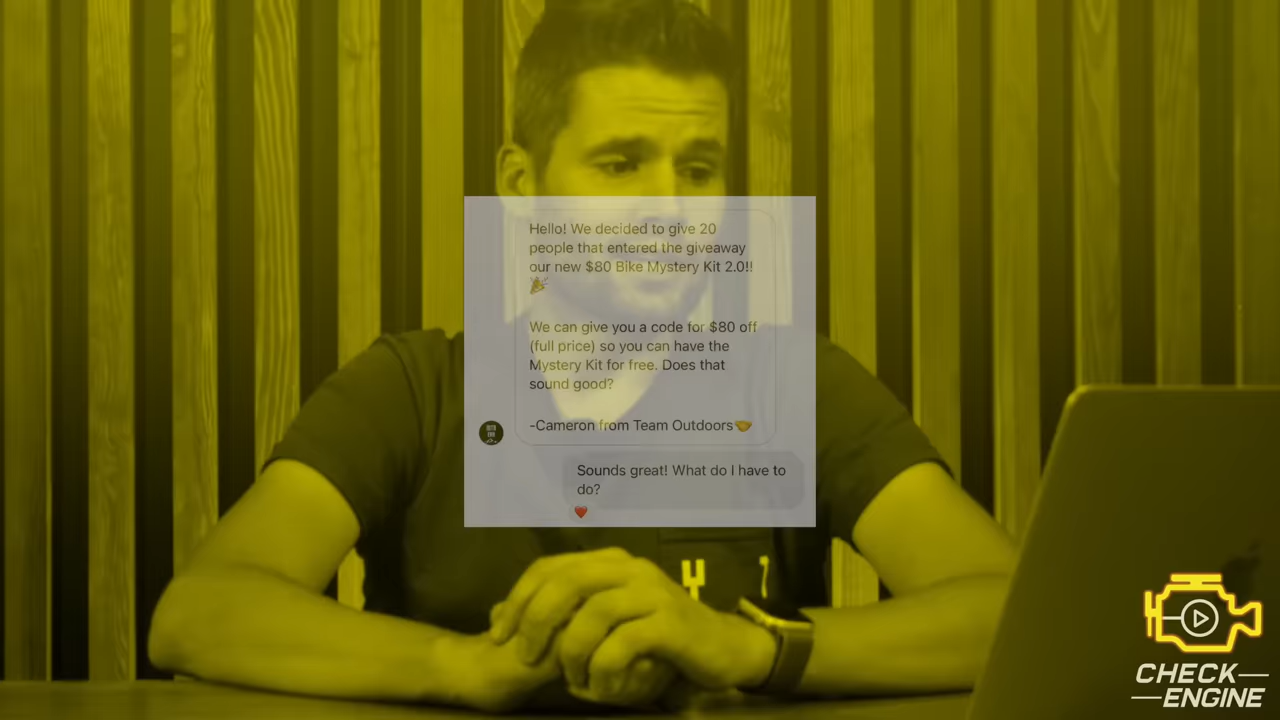 Hello! We decided to give 20
people that entered the giveaway
our new $80 Bike Mystery Kit 2.0!!
🎉
We can give you a code for $80 off
(full price) so you can have the
Mystery Kit for free. Does that
sound good?
-Cameron from Team Outdoors🤝
Sounds great! What do I have to
do?
❤️
CHECK
ENGINE